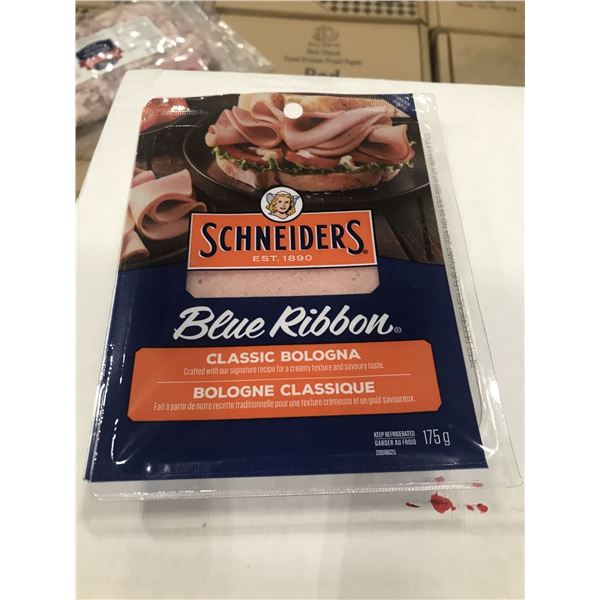 Red
SCHNEIDERS®
EST. 1890
Blue Ribbon®
CLASSIC BOLOGNA
Crafted with our signature recipe for a creamy texture and savoury taste.
BOLOGNE CLASSIQUE
Fait à partir de notre recette traditionnelle pour une texture crémeuse et un goût savoureux.
KEEP REFRIGERATED
GARDER AU FROID
20018625
175 g